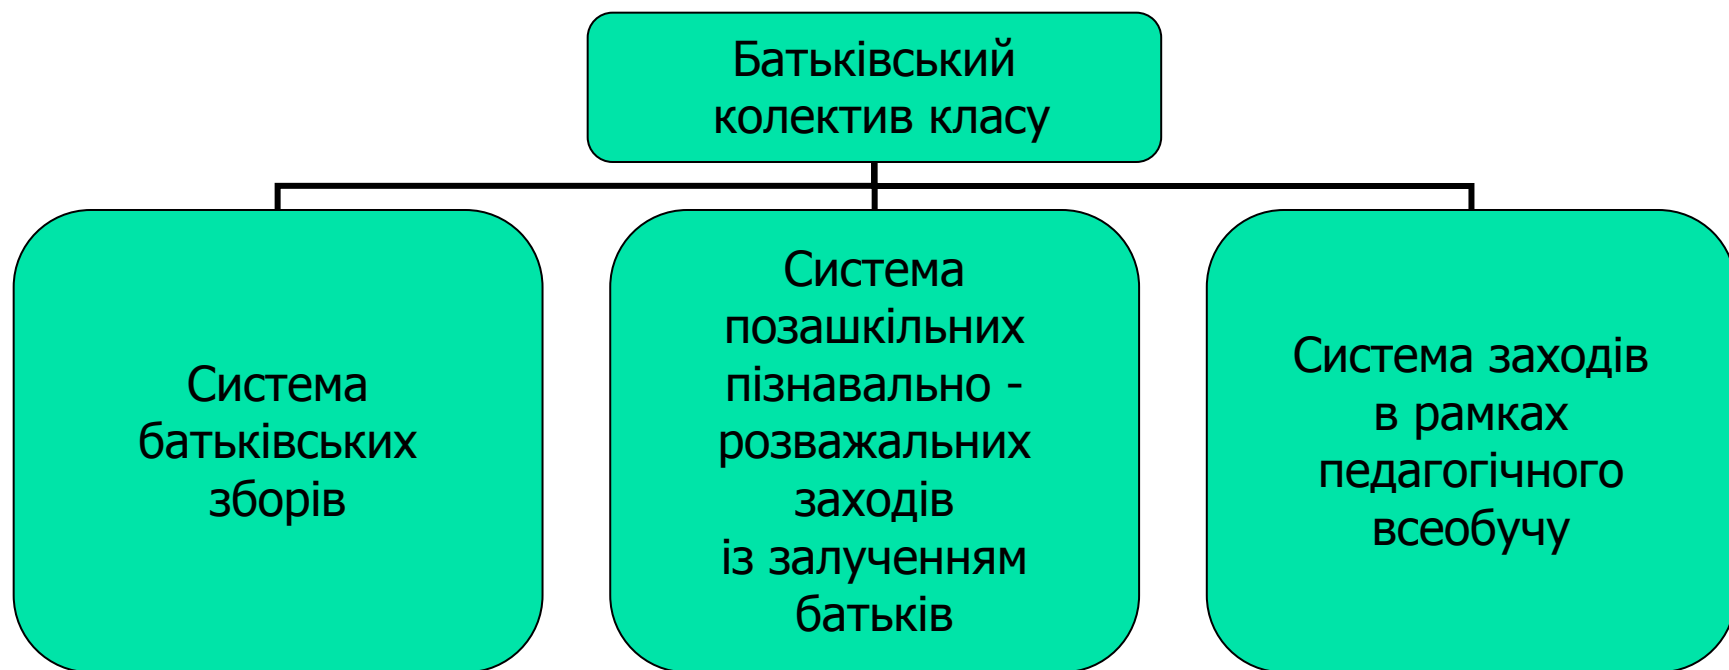 Батьківський
колектив класу
Система
батьківських
зборів
Система
позашкільних
пізнавально -
розважальних
заходів
із залученням
батьків
Система заходів
в рамках
педагогічного
всеобучу